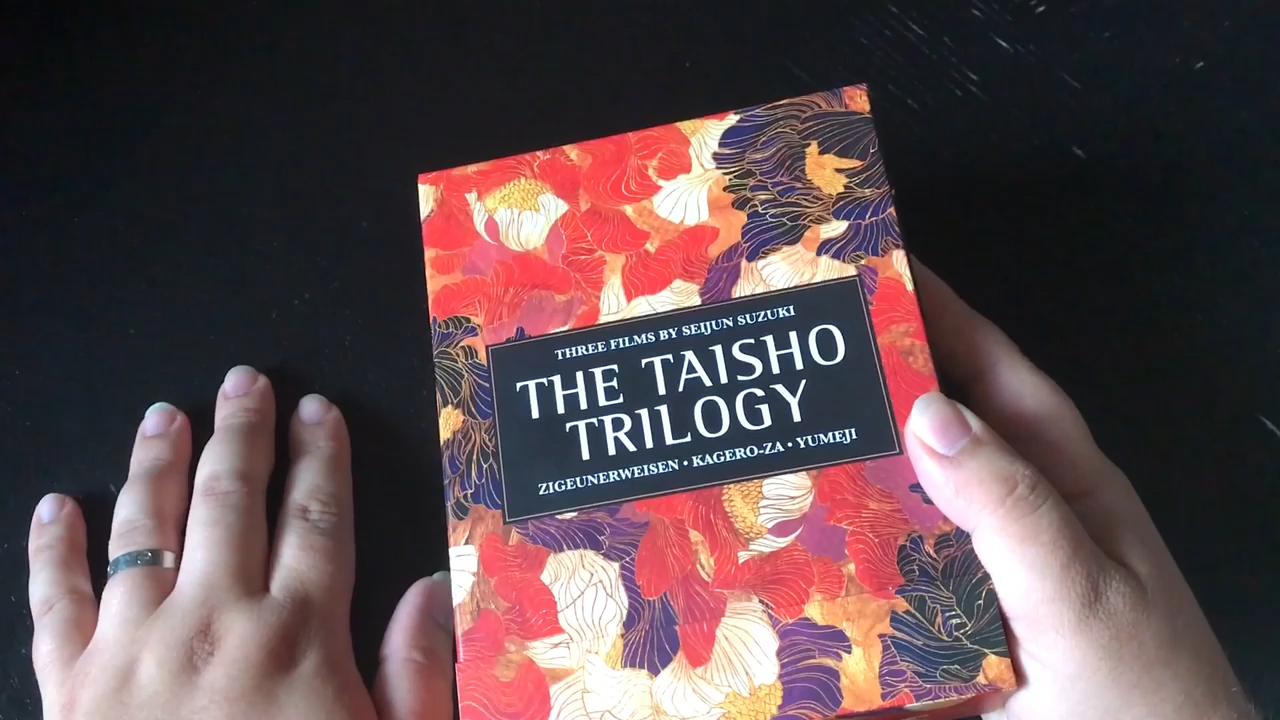 THREE FILMS BY SEIJUN SUZUKI
THE TAISHO
TRILOGY
ZIGEUNERWEISEN • KAGERO-ZA • YUMEJI